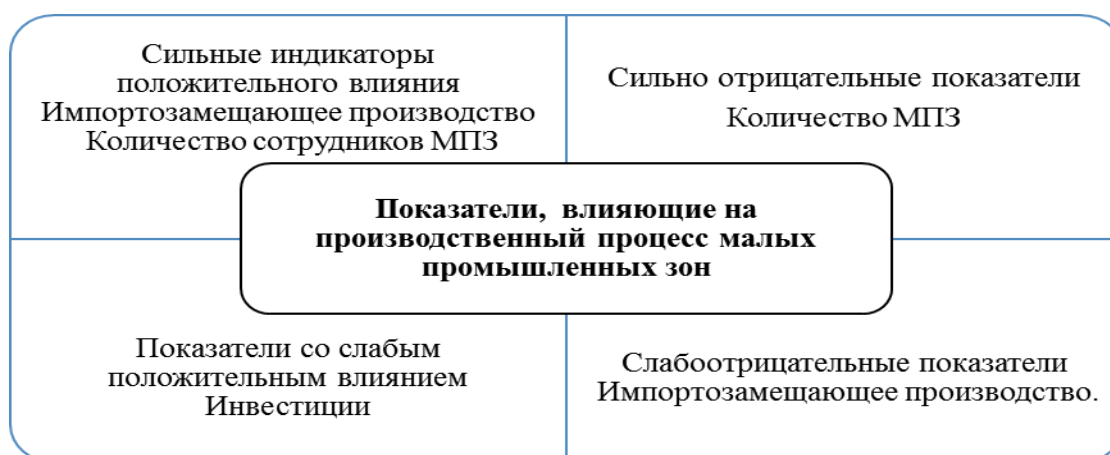 Сильные индикаторы
положительного влияния
Импортозамещающее производство
Количество сотрудников МПЗ
Сильно отрицательные показатели
Количество МПЗ
Показатели, влияющие на
производственный процесс малых
промышленных зон
Показатели со слабым
положительным влиянием
Инвестиции
Слабоотрицательные показатели
Импортозамещающее производство.